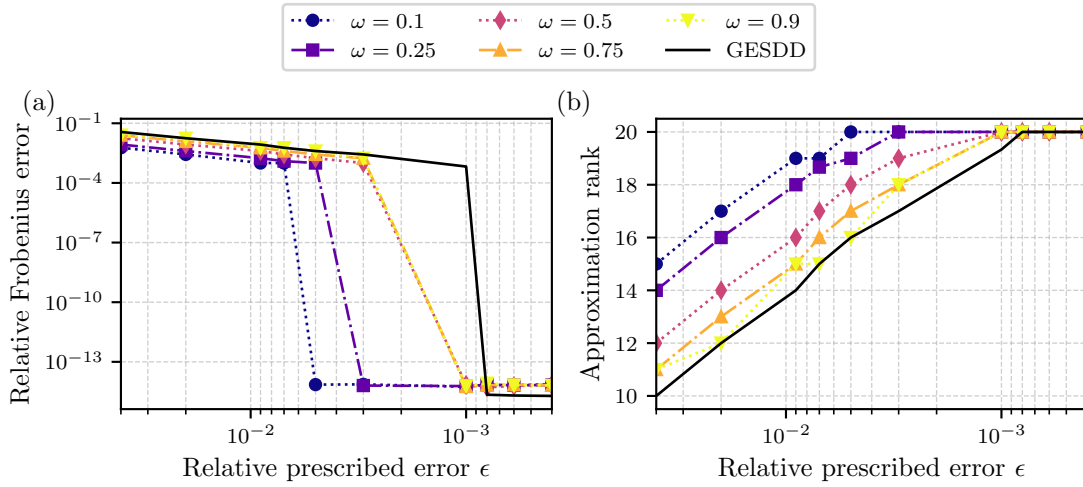 ω = 0.1 ω = 0.5 ω = 0.9
ω = 0.25 ω = 0.75 GESDD
(a) (b)
Relative Frobenius error
10⁻¹
10⁻⁴
10⁻⁷
10⁻¹⁰
10⁻¹³
10⁻² 10⁻³
Relative prescribed error ϵ
Approximation rank
20
18
16
14
12
10
10⁻² 10⁻³
Relative prescribed error ϵ